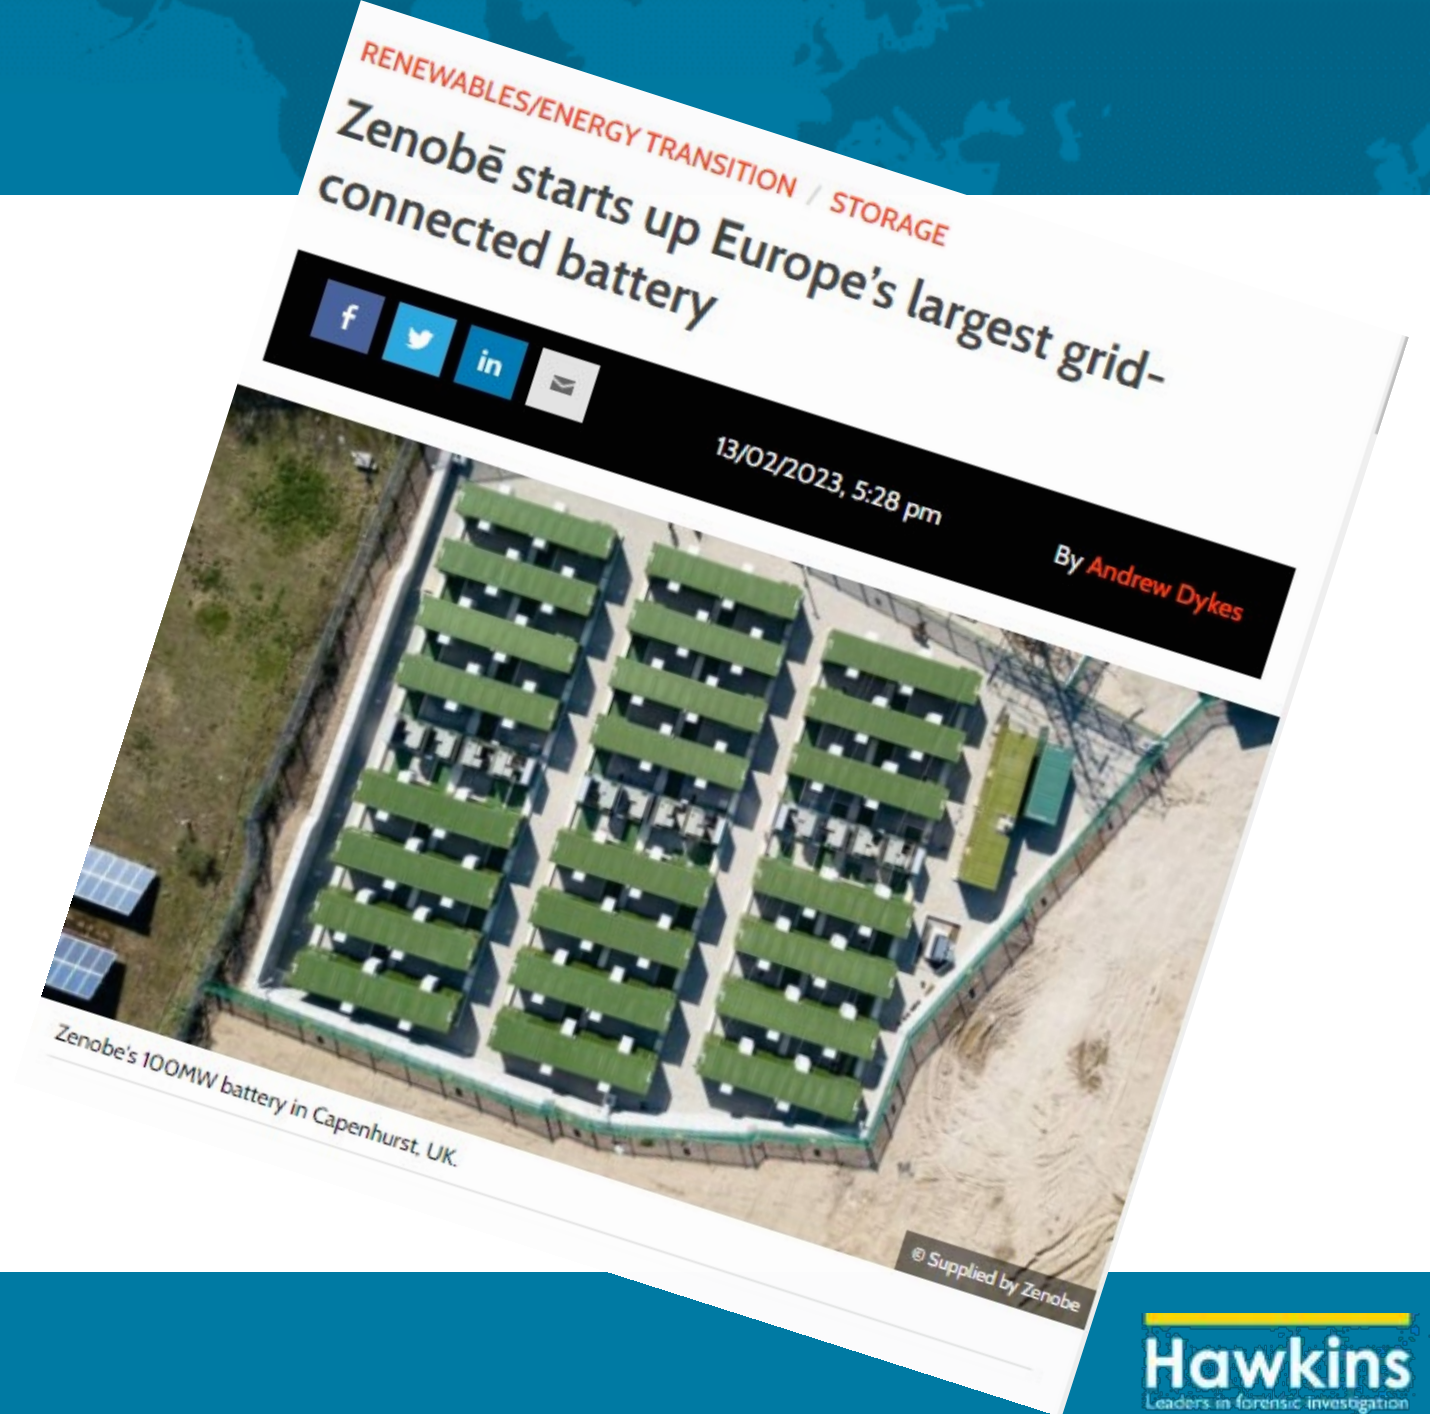 RENEWABLES/ENERGY TRANSITION / STORAGE
Zenobē starts up Europe's largest grid-
connected battery
f
in
13/02/2023, 5:28 pm
By Andrew Dykes
Zenobe's 100MW battery in Capenhurst, UK.
© Supplied by Zenobe
Hawkins
Leaders in forensic investigation